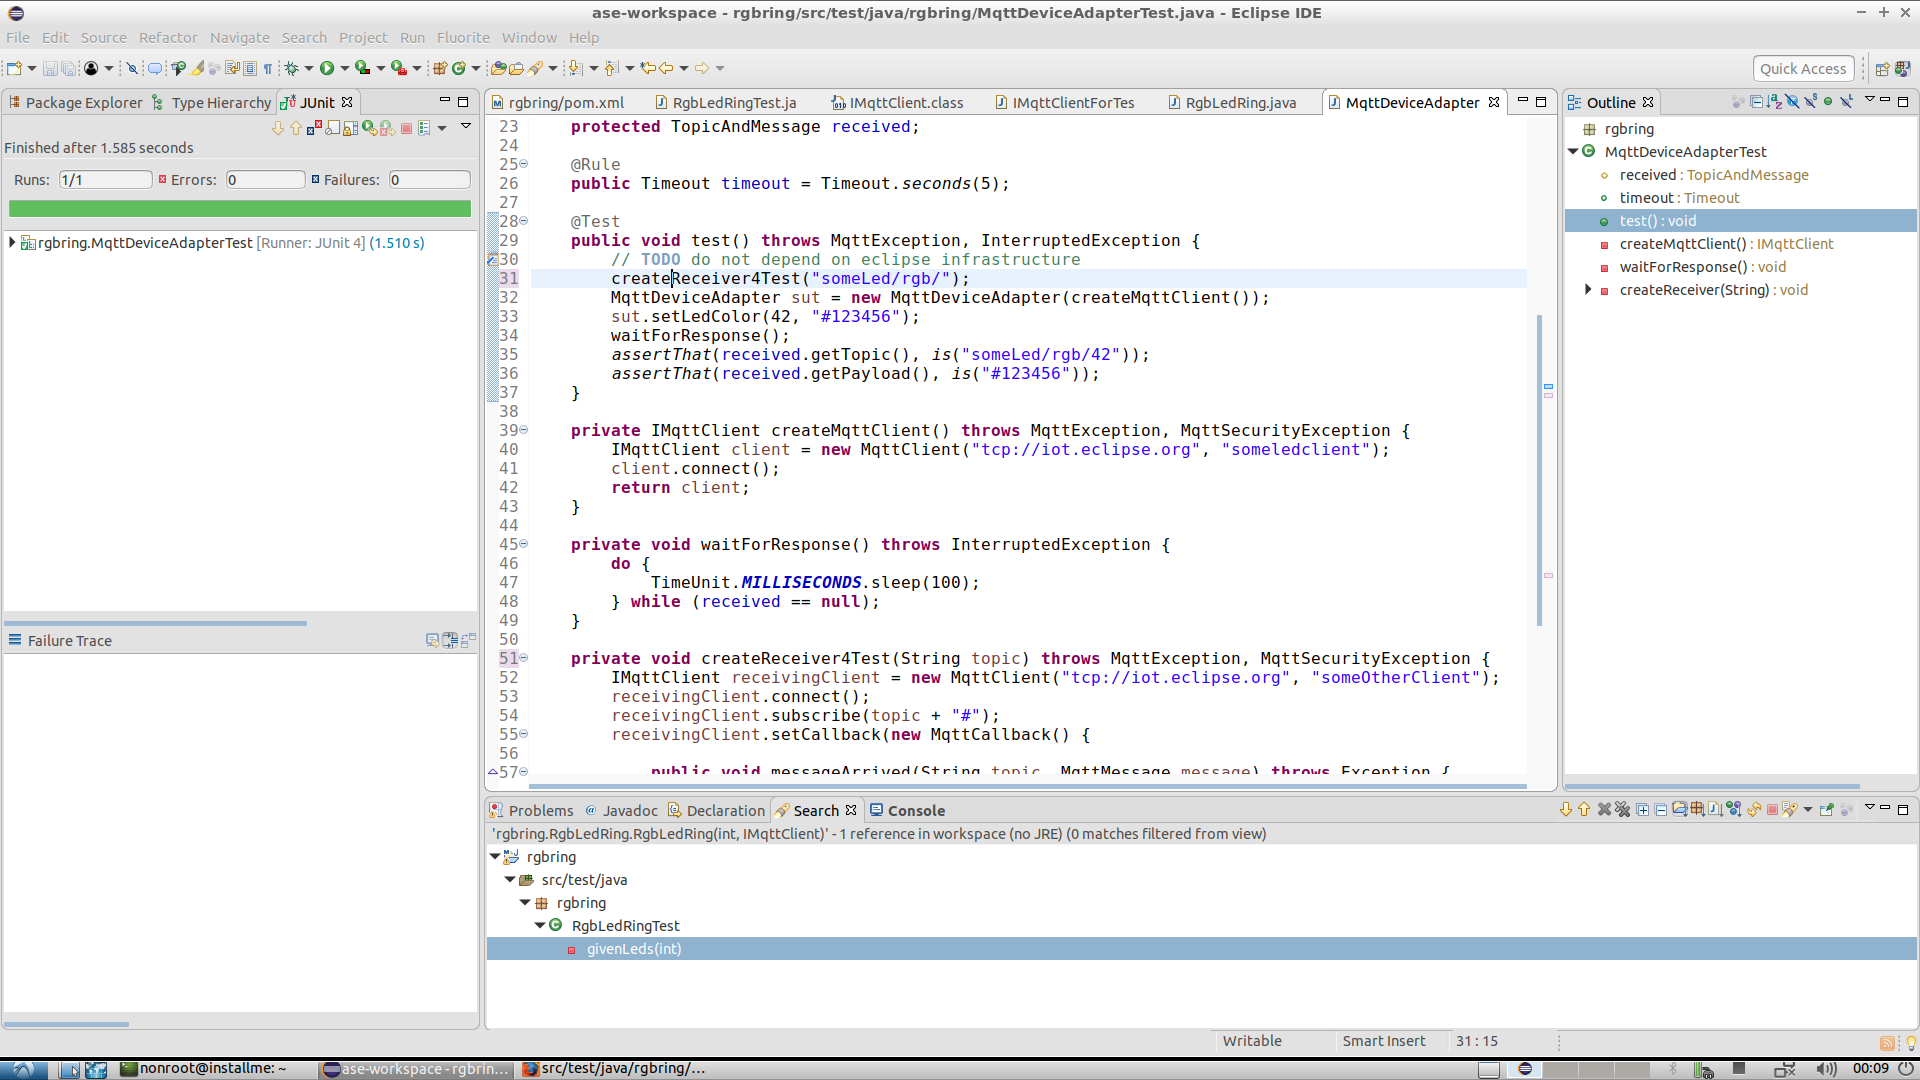 ase-workspace - rgbring/src/test/java/rgbring/MqttDeviceAdapterTest.java - Eclipse IDE
File Edit Source Refactor Navigate Search Project Run Fluorite Window Help
Quick Access
Package Explorer Type Hierarchy JUnit
Finished after 1.585 seconds
Runs: 1/1 Errors: 0 Failures: 0
rgbring.MqttDeviceAdapterTest [Runner: JUnit 4] (1.510 s)
Failure Trace
rgbring/pom.xml RgbLedRingTest.ja IMqttClient.class IMqttClientForTes RgbLedRing.java MqttDeviceAdapter
23 protected TopicAndMessage received;
24
25 @Rule
26 public Timeout timeout = Timeout.seconds(5);
27
28 @Test
29 public void test() throws MqttException, InterruptedException {
30 // TODO do not depend on eclipse infrastructure
31 createReceiver4Test("someLed/rgb/");
32 MqttDeviceAdapter sut = new MqttDeviceAdapter(createMqttClient());
33 sut.setLedColor(42, "#123456");
34 waitForResponse();
35 assertThat(received.getTopic(), is("someLed/rgb/42"));
36 assertThat(received.getPayload(), is("#123456"));
37 }
38
39 private IMqttClient createMqttClient() throws MqttException, MqttSecurityException {
40 IMqttClient client = new MqttClient("tcp://iot.eclipse.org", "someledclient");
41 client.connect();
42 return client;
43 }
44
45 private void waitForResponse() throws InterruptedException {
46 do {
47 TimeUnit.MILLISECONDS.sleep(100);
48 } while (received == null);
49 }
50
51 private void createReceiver4Test(String topic) throws MqttException, MqttSecurityException {
52 IMqttClient receivingClient = new MqttClient("tcp://iot.eclipse.org", "someOtherClient");
53 receivingClient.connect();
54 receivingClient.subscribe(topic + "#");
55 receivingClient.setCallback(new MqttCallback() {
56
57 public void messageArrived(String topic, MqttMessage message) throws Exception {
Outline
rgbring
MqttDeviceAdapterTest
received : TopicAndMessage
timeout : Timeout
test() : void
createMqttClient() : IMqttClient
waitForResponse() : void
createReceiver(String) : void
Problems @ Javadoc Declaration Search Console
'rgbring.RgbLedRing.RgbLedRing(int, IMqttClient)' - 1 reference in workspace (no JRE) (0 matches filtered from view)
rgbring
src/test/java
rgbring
RgbLedRingTest
givenLeds(int)
Writable Smart Insert 31 : 15
nonroot@installme: ~ ase-workspace - rgbrin... src/test/java/rgbring/... 00:09